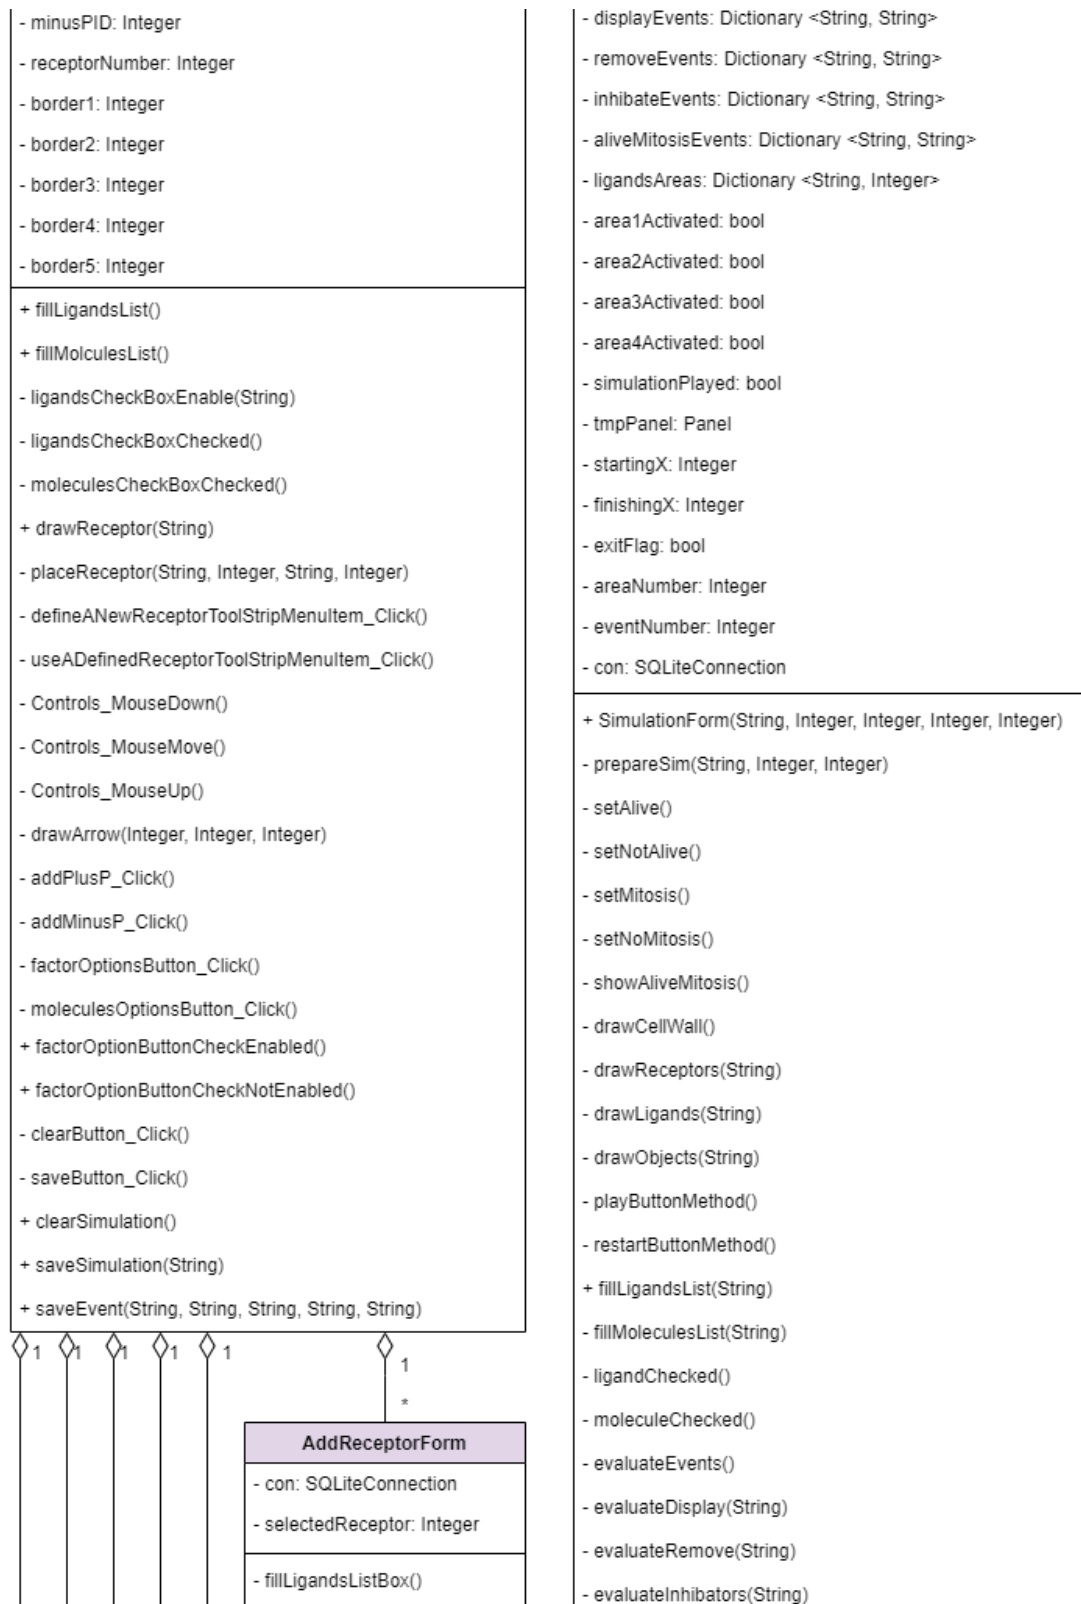 - minusPID: Integer
- receptorNumber: Integer
- border1: Integer
- border2: Integer
- border3: Integer
- border4: Integer
- border5: Integer
+ fillLigandsList()
+ fillMolculesList()
- ligandsCheckBoxEnable(String)
- ligandsCheckBoxChecked()
- moleculesCheckBoxChecked()
+ drawReceptor(String)
- placeReceptor(String, Integer, String, Integer)
- defineANewReceptorToolStripMenuItem_Click()
- useADefinedReceptorToolStripMenuItem_Click()
- Controls_MouseDown()
- Controls_MouseMove()
- Controls_MouseUp()
- drawArrow(Integer, Integer, Integer)
- addPlusP_Click()
- addMinusP_Click()
- factorOptionsButton_Click()
- moleculesOptionsButton_Click()
+ factorOptionButtonCheckEnabled()
+ factorOptionButtonCheckNotEnabled()
- clearButton_Click()
- saveButton_Click()
+ clearSimulation()
+ saveSimulation(String)
+ saveEvent(String, String, String, String, String)
1 1 1 1 1 1
*
AddReceptorForm
- con: SQLiteConnection
- selectedReceptor: Integer
- fillLigandsListBox()
- displayEvents: Dictionary <String, String>
- removeEvents: Dictionary <String, String>
- inhibateEvents: Dictionary <String, String>
- aliveMitosisEvents: Dictionary <String, String>
- ligandsAreas: Dictionary <String, Integer>
- area1Activated: bool
- area2Activated: bool
- area3Activated: bool
- area4Activated: bool
- simulationPlayed: bool
- tmpPanel: Panel
- startingX: Integer
- finishingX: Integer
- exitFlag: bool
- areaNumber: Integer
- eventNumber: Integer
- con: SQLiteConnection
+ SimulationForm(String, Integer, Integer, Integer, Integer)
- prepareSim(String, Integer, Integer)
- setAlive()
- setNotAlive()
- setMitosis()
- setNoMitosis()
- showAliveMitosis()
- drawCellWall()
- drawReceptors(String)
- drawLigands(String)
- drawObjects(String)
- playButtonMethod()
- restartButtonMethod()
+ fillLigandsList(String)
- fillMoleculesList(String)
- ligandChecked()
- moleculeChecked()
- evaluateEvents()
- evaluateDisplay(String)
- evaluateRemove(String)
- evaluateInhibators(String)